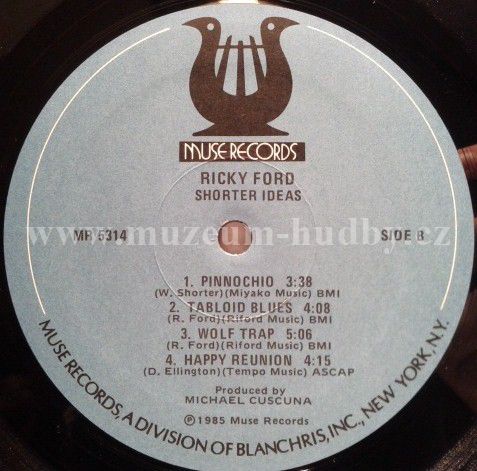 MUSE RECORDS
RICKY FORD
SHORTER IDEAS
MR 5314 SIDE B
www.muzeum-hudby.cz
1. PINNOCHIO 3:38
(W. Shorter)(Miyako Music) BMI
2. TABLOID BLUES 4:08
(R. Ford)(Riford Music) BMI
3. WOLF TRAP 5:06
(R. Ford)(Riford Music) BMI
4. HAPPY REUNION 4:15
(D. Ellington)(Tempo Music) ASCAP
Produced by
MICHAEL CUSCUNA
℗1985 Muse Records
MUSE RECORDS, A DIVISION OF BLANCHRIS, INC., NEW YORK, N.Y.